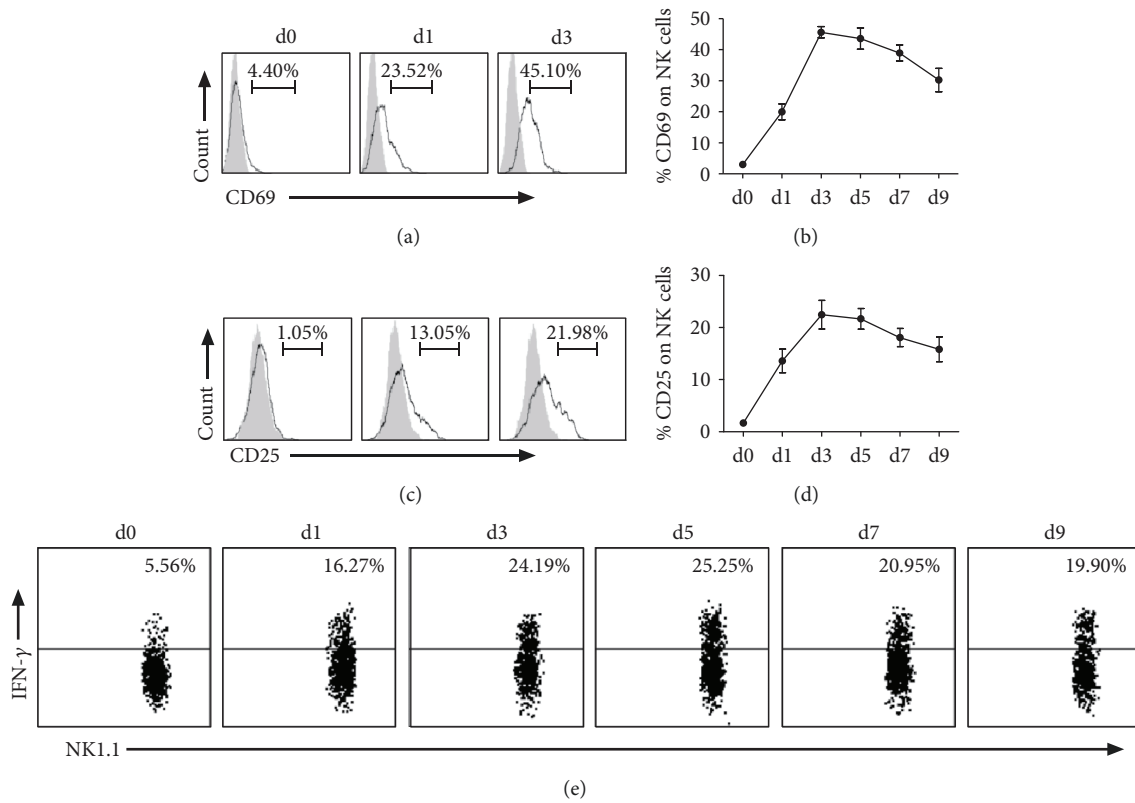 d0 d1 d3
4.40% 23.52% 45.10%
Count
CD69
(a)
% CD69 on NK cells
50
40
30
20
10
0
d0 d1 d3 d5 d7 d9
(b)
1.05% 13.05% 21.98%
Count
CD25
(c)
% CD25 on NK cells
30
20
10
0
d0 d1 d3 d5 d7 d9
(d)
d0 d1 d3 d5 d7 d9
5.56% 16.27% 24.19% 25.25% 20.95% 19.90%
IFN-γ
NK1.1
(e)